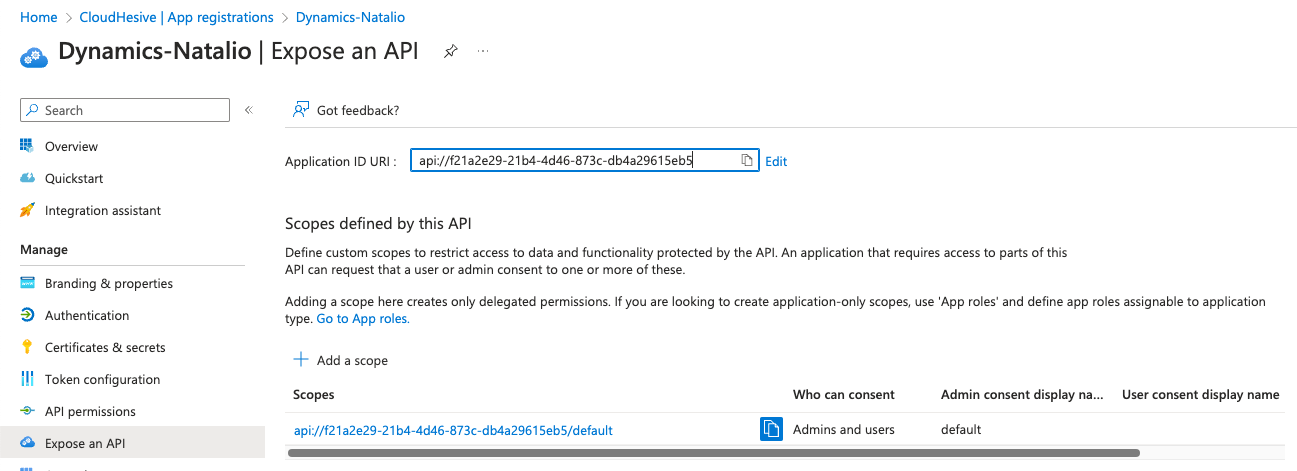 Home > CloudHesive | App registrations > Dynamics-Natalio
Dynamics-Natalio | Expose an API
Search
Got feedback?
Overview
Quickstart
Integration assistant
Manage
Branding & properties
Authentication
Certificates & secrets
Token configuration
API permissions
Expose an API
Application ID URI : api://f21a2e29-21b4-4d46-873c-db4a29615eb5 Edit
Scopes defined by this API
Define custom scopes to restrict access to data and functionality protected by the API. An application that requires access to parts of this
API can request that a user or admin consent to one or more of these.
Adding a scope here creates only delegated permissions. If you are looking to create application-only scopes, use 'App roles' and define app roles assignable to application
type. Go to App roles.
Add a scope
Scopes Who can consent Admin consent display na... User consent display name
api://f21a2e29-21b4-4d46-873c-db4a29615eb5/default Admins and users default